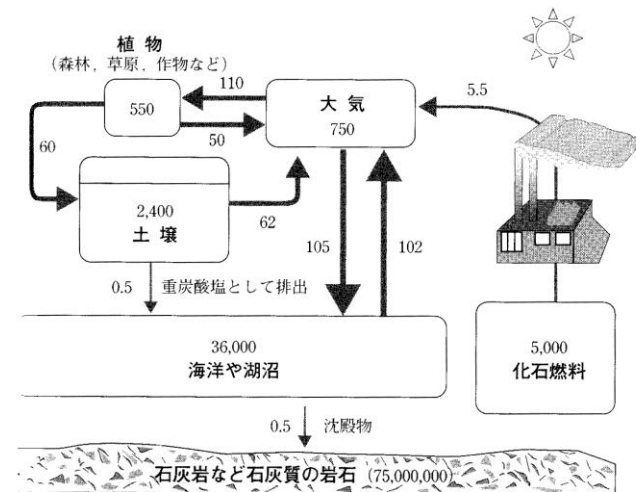 植物
(森林,草原,作物など)
550
110
50
大気
750
5.5
60
2,400
土壌
62
105
102
0.5 重炭酸塩として排出
36,000
海洋や湖沼
5,000
化石燃料
0.5 沈殿物
石灰岩など石灰質の岩石 (75,000,000)